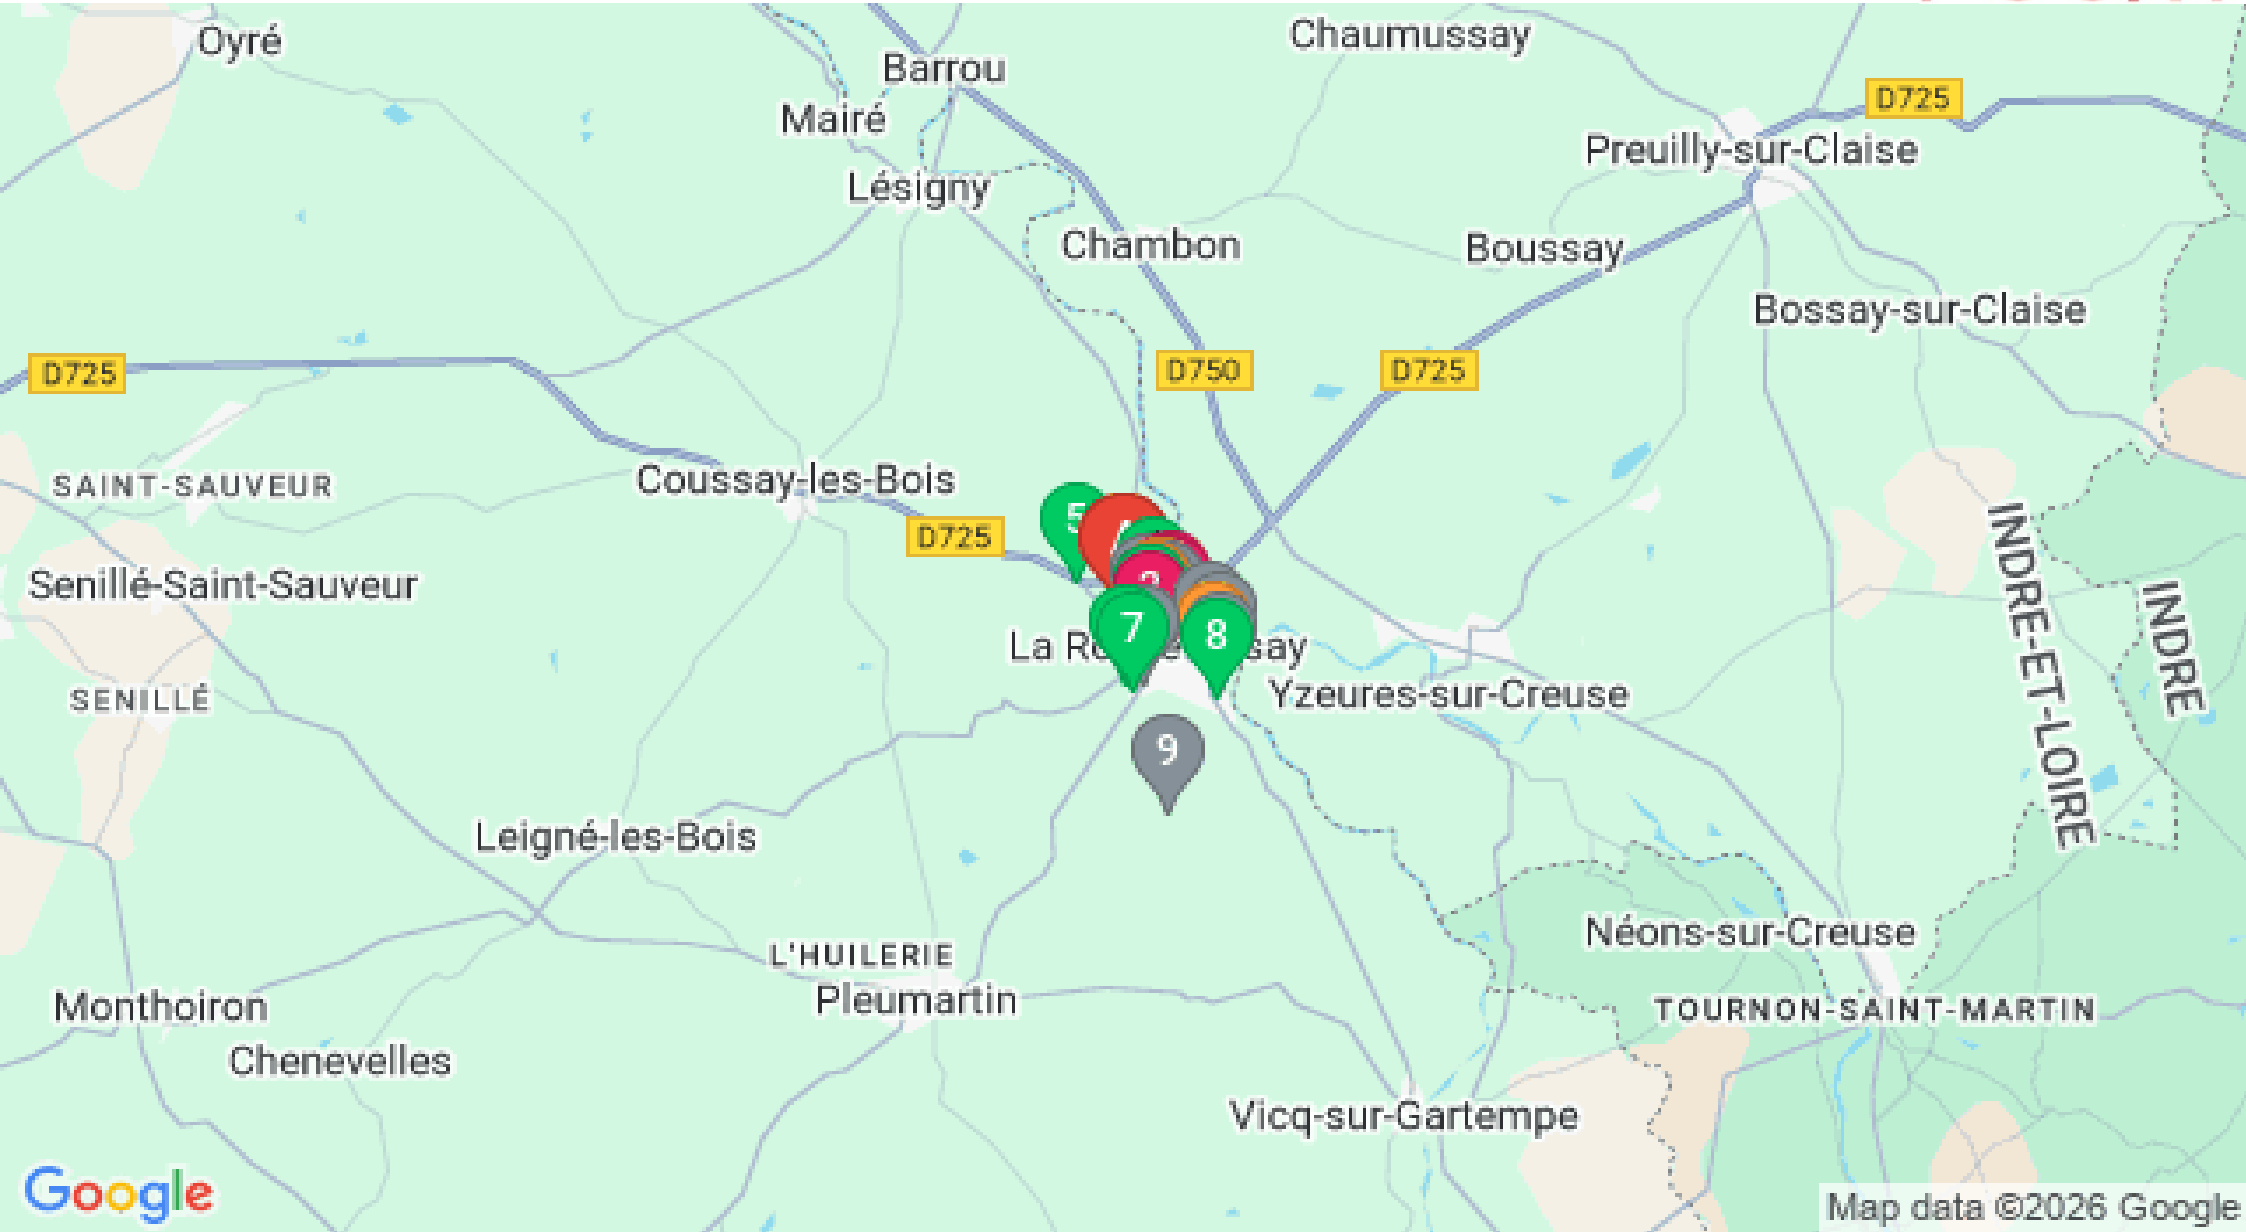 Oyré
Chaumussay
Barrou
D725
Mairé
Preuilly-sur-Claise
Lésigny
Chambon
Boussay
Bossay-sur-Claise
D725
D750
D725
Coussay-les-Bois
SAINT-SAUVEUR
5
D725
INDRE-ET-LOIRE
INDRE
Senillé-Saint-Sauveur
7
8
La Ro
say
SENILLÉ
Yzeures-sur-Creuse
9
Leigné-les-Bois
Néons-sur-Creuse
L'HUILERIE
Pleumartin
Monthoiron
TOURNON-SAINT-MARTIN
Chenevelles
Vicq-sur-Gartempe
Google
Map data ©2026 Google